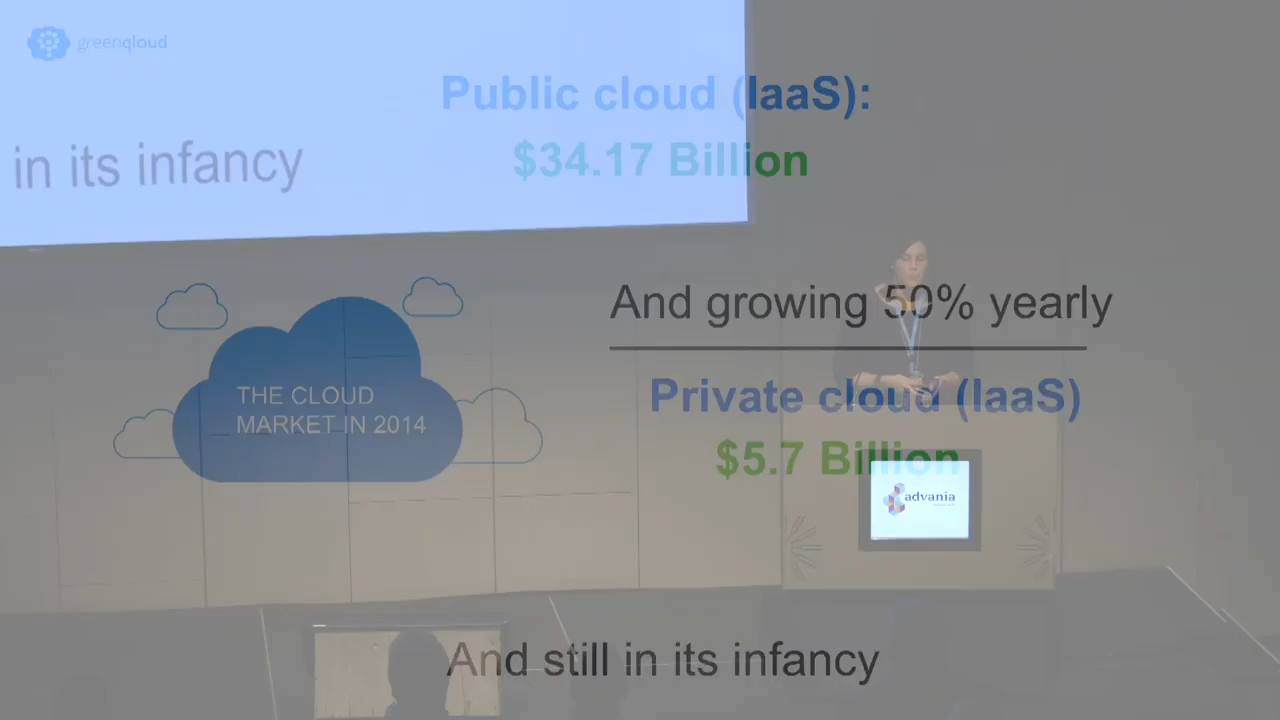 greenqloud
Public cloud (IaaS):
$34.17 Billion
in its infancy
And growing 50% yearly
THE CLOUD
MARKET IN 2014
Private cloud (IaaS)
$5.7 Billion
advania
And still in its infancy